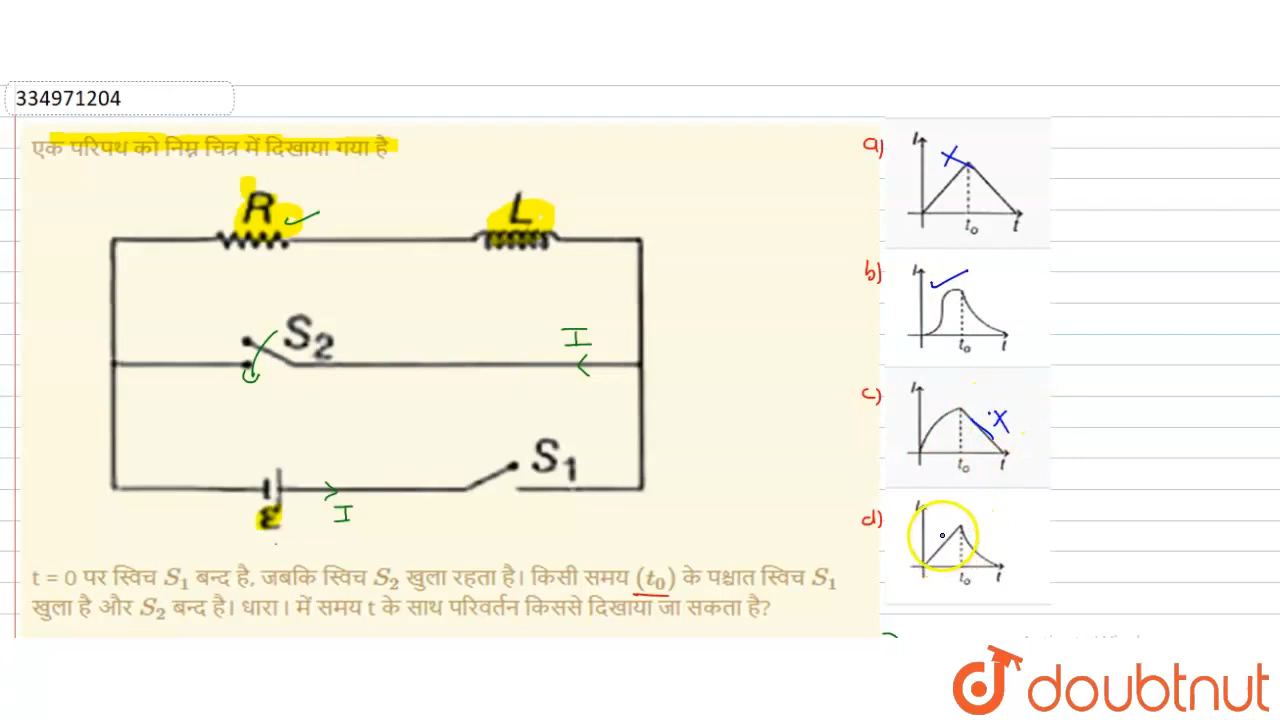 334971204
एक परिपथ को निम्न चित्र में दिखाया गया है
R
L
S2
I
S1
ε
I
t = 0 पर स्विच S1 बन्द है, जबकि स्विच S2 खुला रहता है। किसी समय (t0) के पश्चात स्विच S1
खुला है और S2 बन्द है। धारा I में समय t के साथ परिवर्तन किससे दिखाया जा सकता है?
a)
I
t0
t
b)
I
t0
t
c)
I
t0
t
d)
I
t0
t
doubtnut